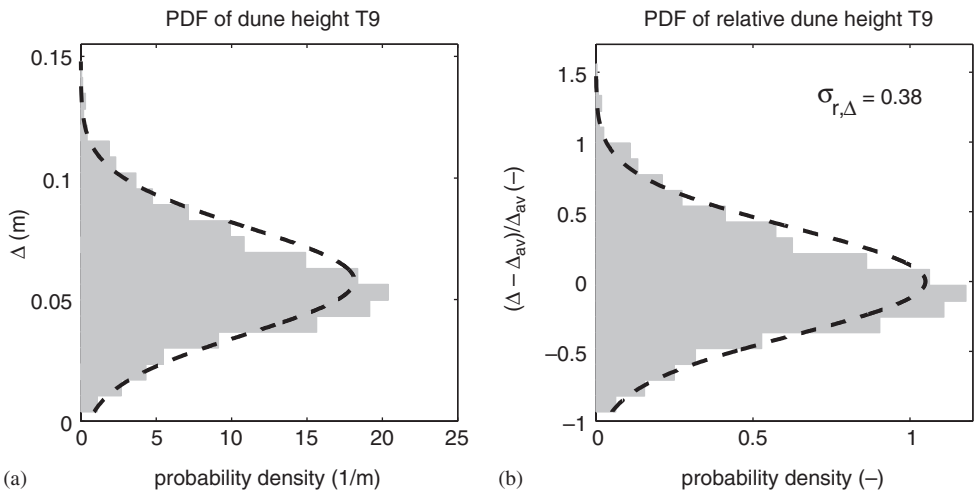 PDF of dune height T9
0.15
0.1
0.05
0
Δ (m)
0 5 10 15 20 25
(a) probability density (1/m)
PDF of relative dune height T9
σr,Δ = 0.38
1.5
1
0.5
0
−0.5
−1
(Δ − Δav)/Δav (−)
0 0.5 1
(b) probability density (−)